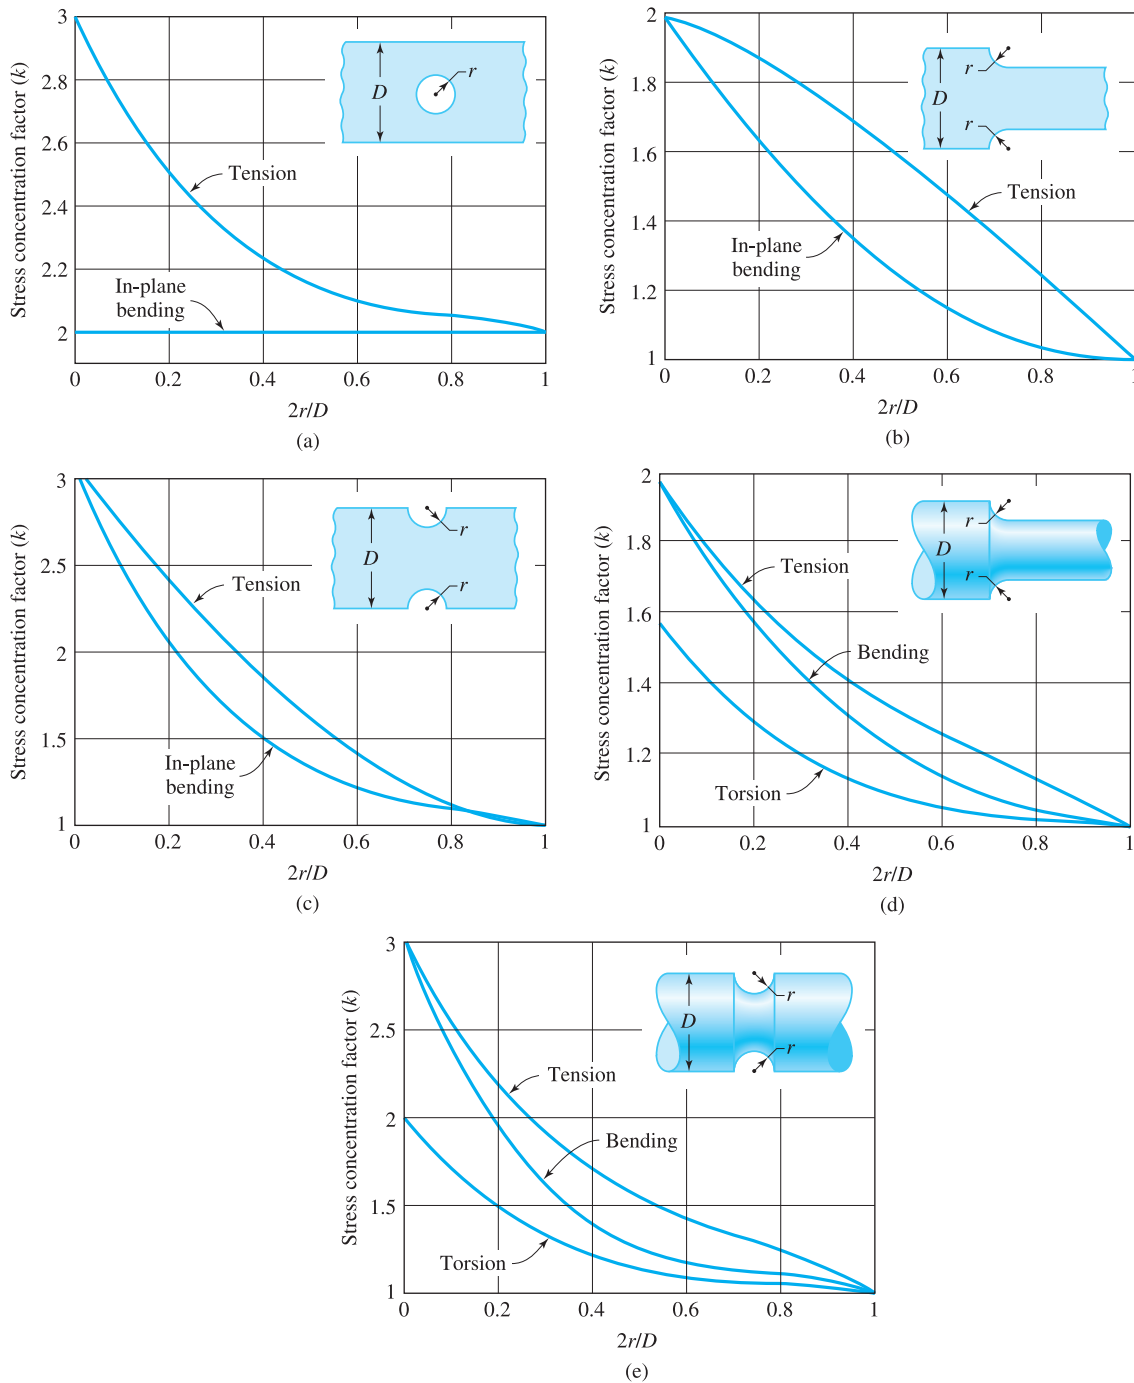 Stress concentration factor (k)
3
2.8
2.6
2.4
2.2
2
D
r
Tension
In-plane
bending
0
0.2
0.4
0.6
0.8
1
2r/D
(a)
Stress concentration factor (k)
2
1.8
1.6
1.4
1.2
1
r
D
r
Tension
In-plane
bending
0
0.2
0.4
0.6
0.8
1
2r/D
(b)
Stress concentration factor (k)
3
2.5
2
1.5
1
r
D
r
Tension
In-plane
bending
0
0.2
0.4
0.6
0.8
1
2r/D
(c)
Stress concentration factor (k)
2
1.8
1.6
1.4
1.2
1
r
D
r
Tension
Bending
Torsion
0
0.2
0.4
0.6
0.8
1
2r/D
(d)
Stress concentration factor (k)
3
2.5
2
1.5
1
r
D
r
Tension
Bending
Torsion
0
0.2
0.4
0.6
0.8
1
2r/D
(e)